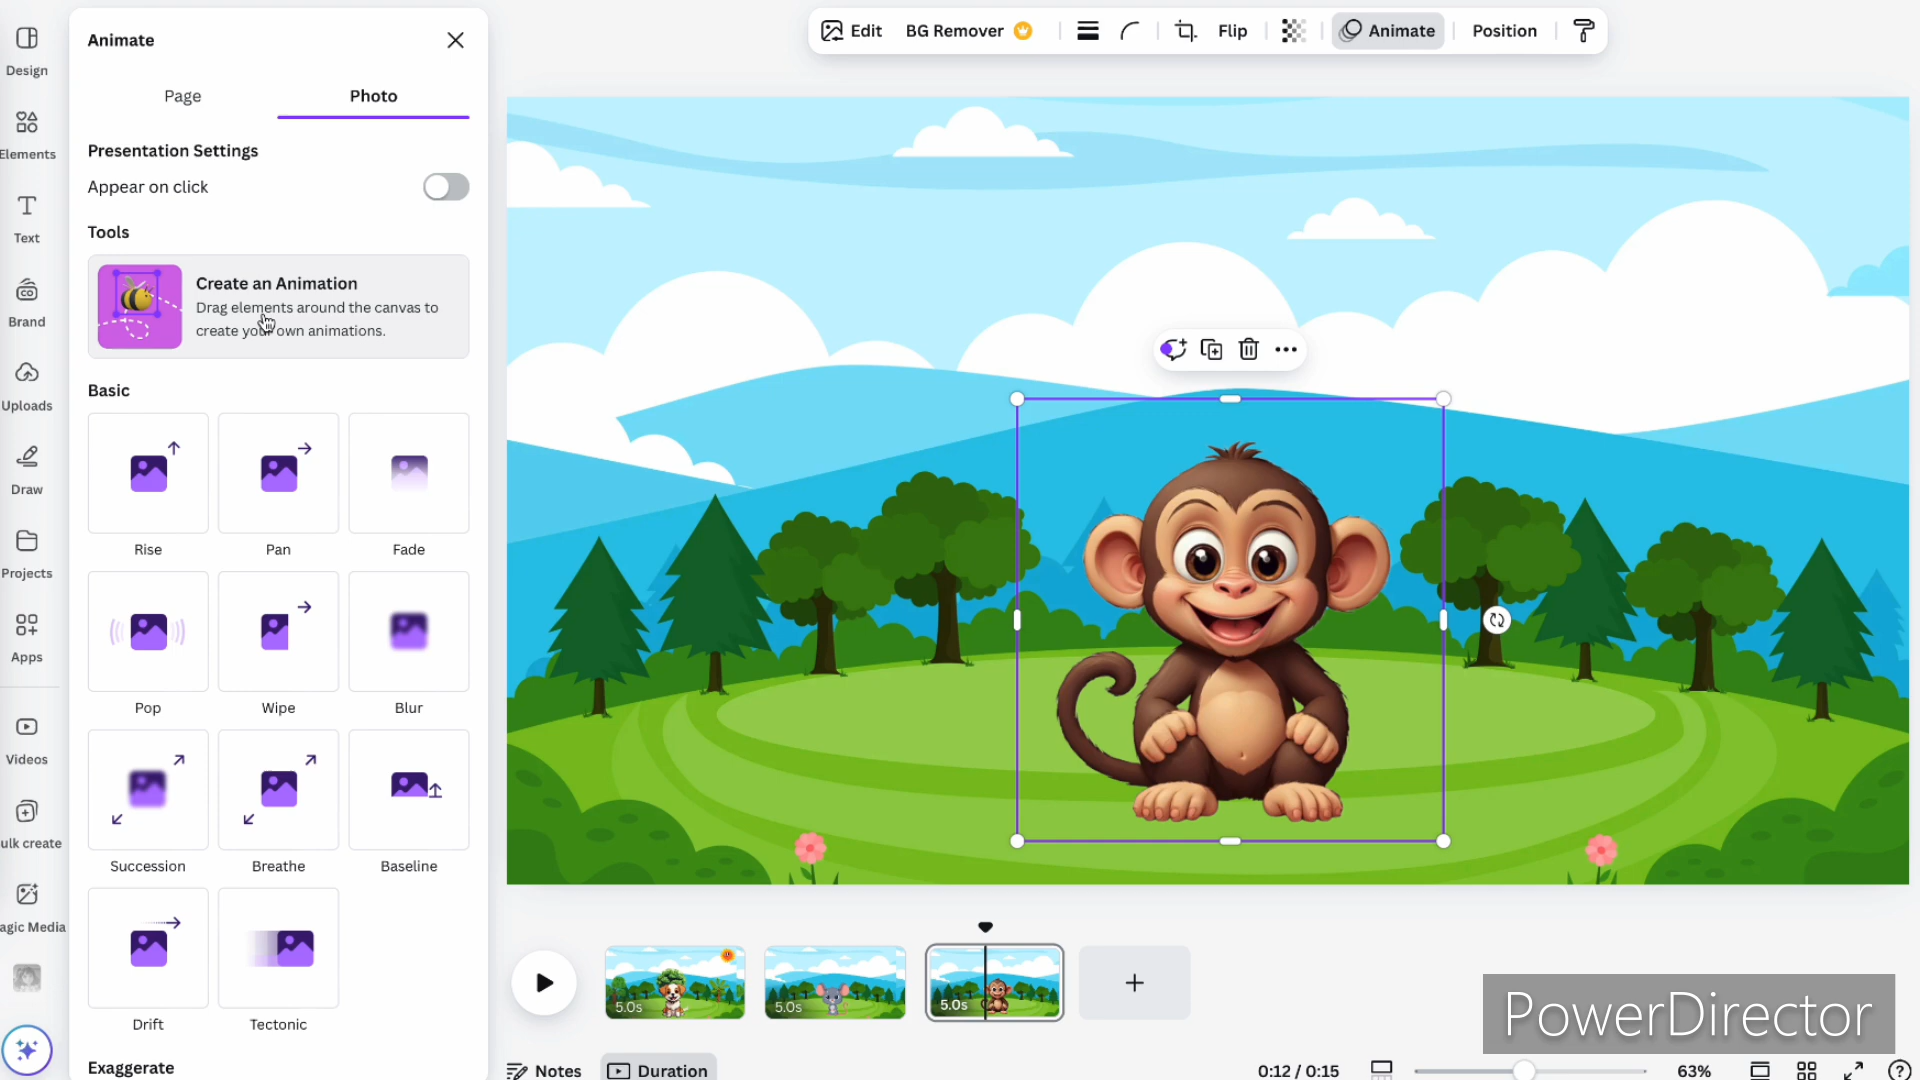 Design
Elements
Text
Brand
Uploads
Draw
Projects
Apps
Videos
ulk create
agic Media
Animate
Page
Photo
Presentation Settings
Appear on click
Tools
Create an Animation
Drag elements around the canvas to
create your own animations.
Basic
Rise
Pan
Fade
Pop
Wipe
Blur
Succession
Breathe
Baseline
Drift
Tectonic
Exaggerate
Edit
BG Remover
Flip
Animate
Position
5.0s
5.0s
5.0s
PowerDirector
Notes
Duration
0:12 / 0:15
63%